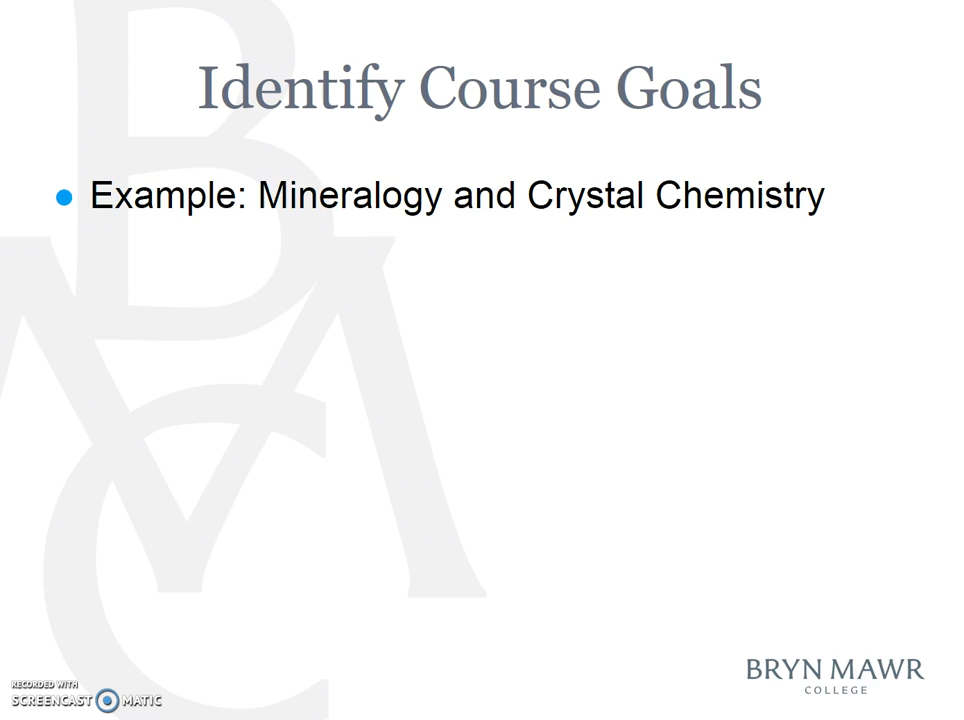 Identify Course Goals
Example: Mineralogy and Crystal Chemistry
BRYN MAWR
COLLEGE
RECORDED WITH
SCREENCAST MATIC